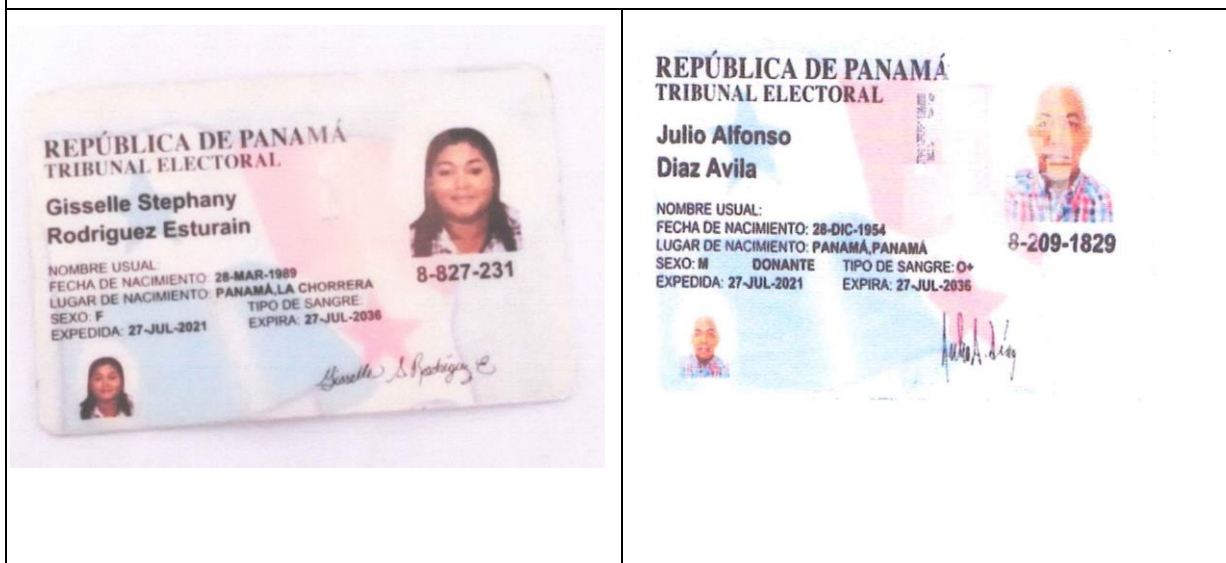 REPÚBLICA DE PANAMÁ
TRIBUNAL ELECTORAL
Gisselle Stephany
Rodriguez Esturain
NOMBRE USUAL:
FECHA DE NACIMIENTO: 28-MAR-1989
LUGAR DE NACIMIENTO: PANAMÁ,LA CHORRERA
SEXO: F TIPO DE SANGRE:
EXPEDIDA: 27-JUL-2021 EXPIRA: 27-JUL-2036
8-827-231
Gisselle S Rodríguez E
REPÚBLICA DE PANAMÁ
TRIBUNAL ELECTORAL
Julio Alfonso
Diaz Avila
NOMBRE USUAL:
FECHA DE NACIMIENTO: 28-DIC-1954
LUGAR DE NACIMIENTO: PANAMÁ,PANAMÁ
SEXO: M DONANTE TIPO DE SANGRE: O+
EXPEDIDA: 27-JUL-2021 EXPIRA: 27-JUL-2036
8-209-1829
Julio A. Díaz